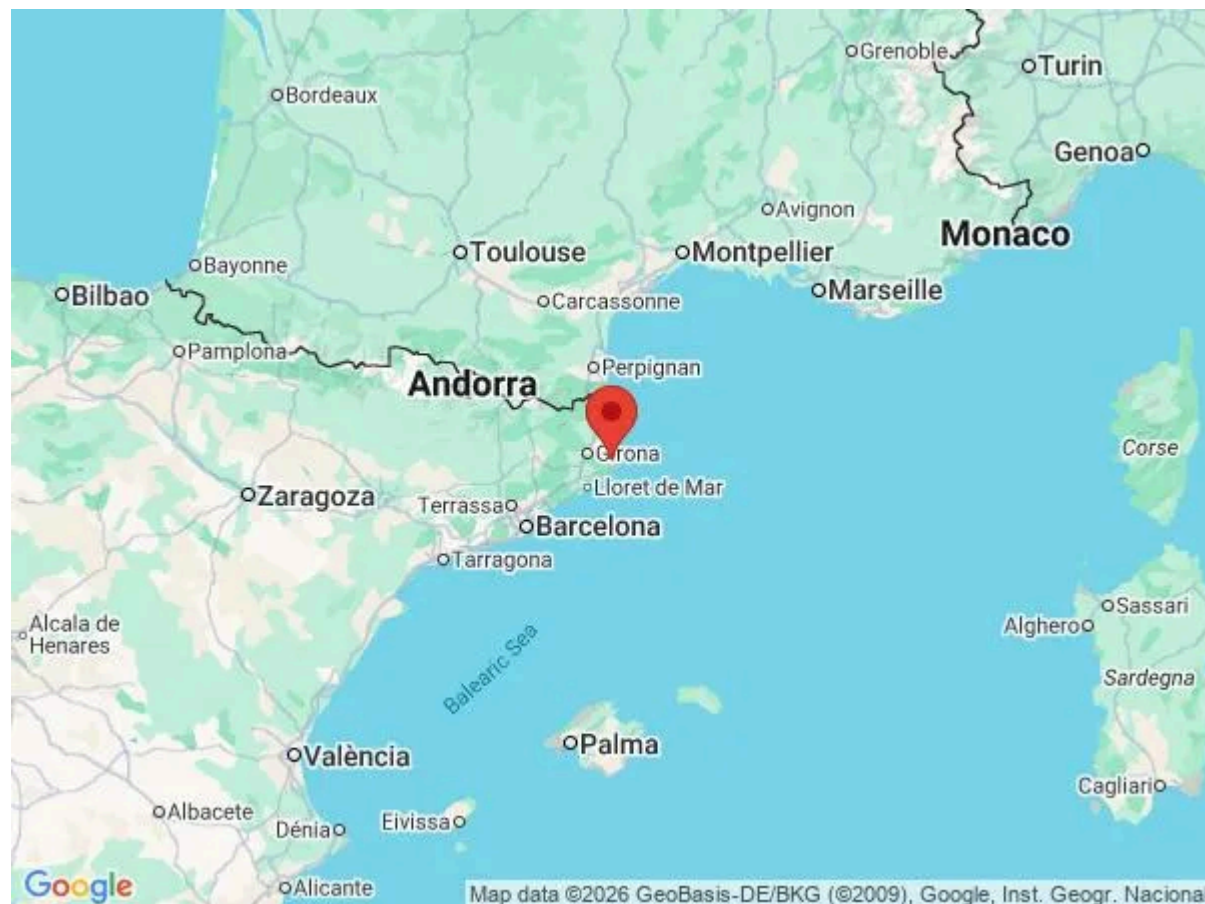 Grenoble
Turin
Bordeaux
Genoa
Avignon
Monaco
Toulouse
Montpellier
Bayonne
Marseille
Bilbao
Carcassonne
Pamplona
Perpignan
Andorra
Corse
Girona
Lloret de Mar
Zaragoza
Terrassa
Barcelona
Tarragona
Sassari
Alghero
Alcala de
Henares
Balearic Sea
Sardegna
Palma
València
Cagliari
Albacete
Eivissa
Dénia
Google
Alicante
Map data ©2026 GeoBasis-DE/BKG (©2009), Google, Inst. Geogr. Nacional